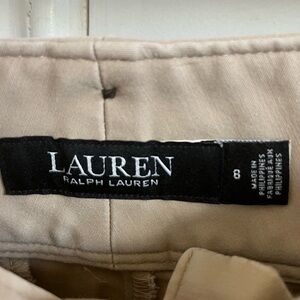 LAUREN
RALPH LAUREN
8
MADE IN
PHILIPPINES
FABRIQUÉ AUX
PHILIPPINES